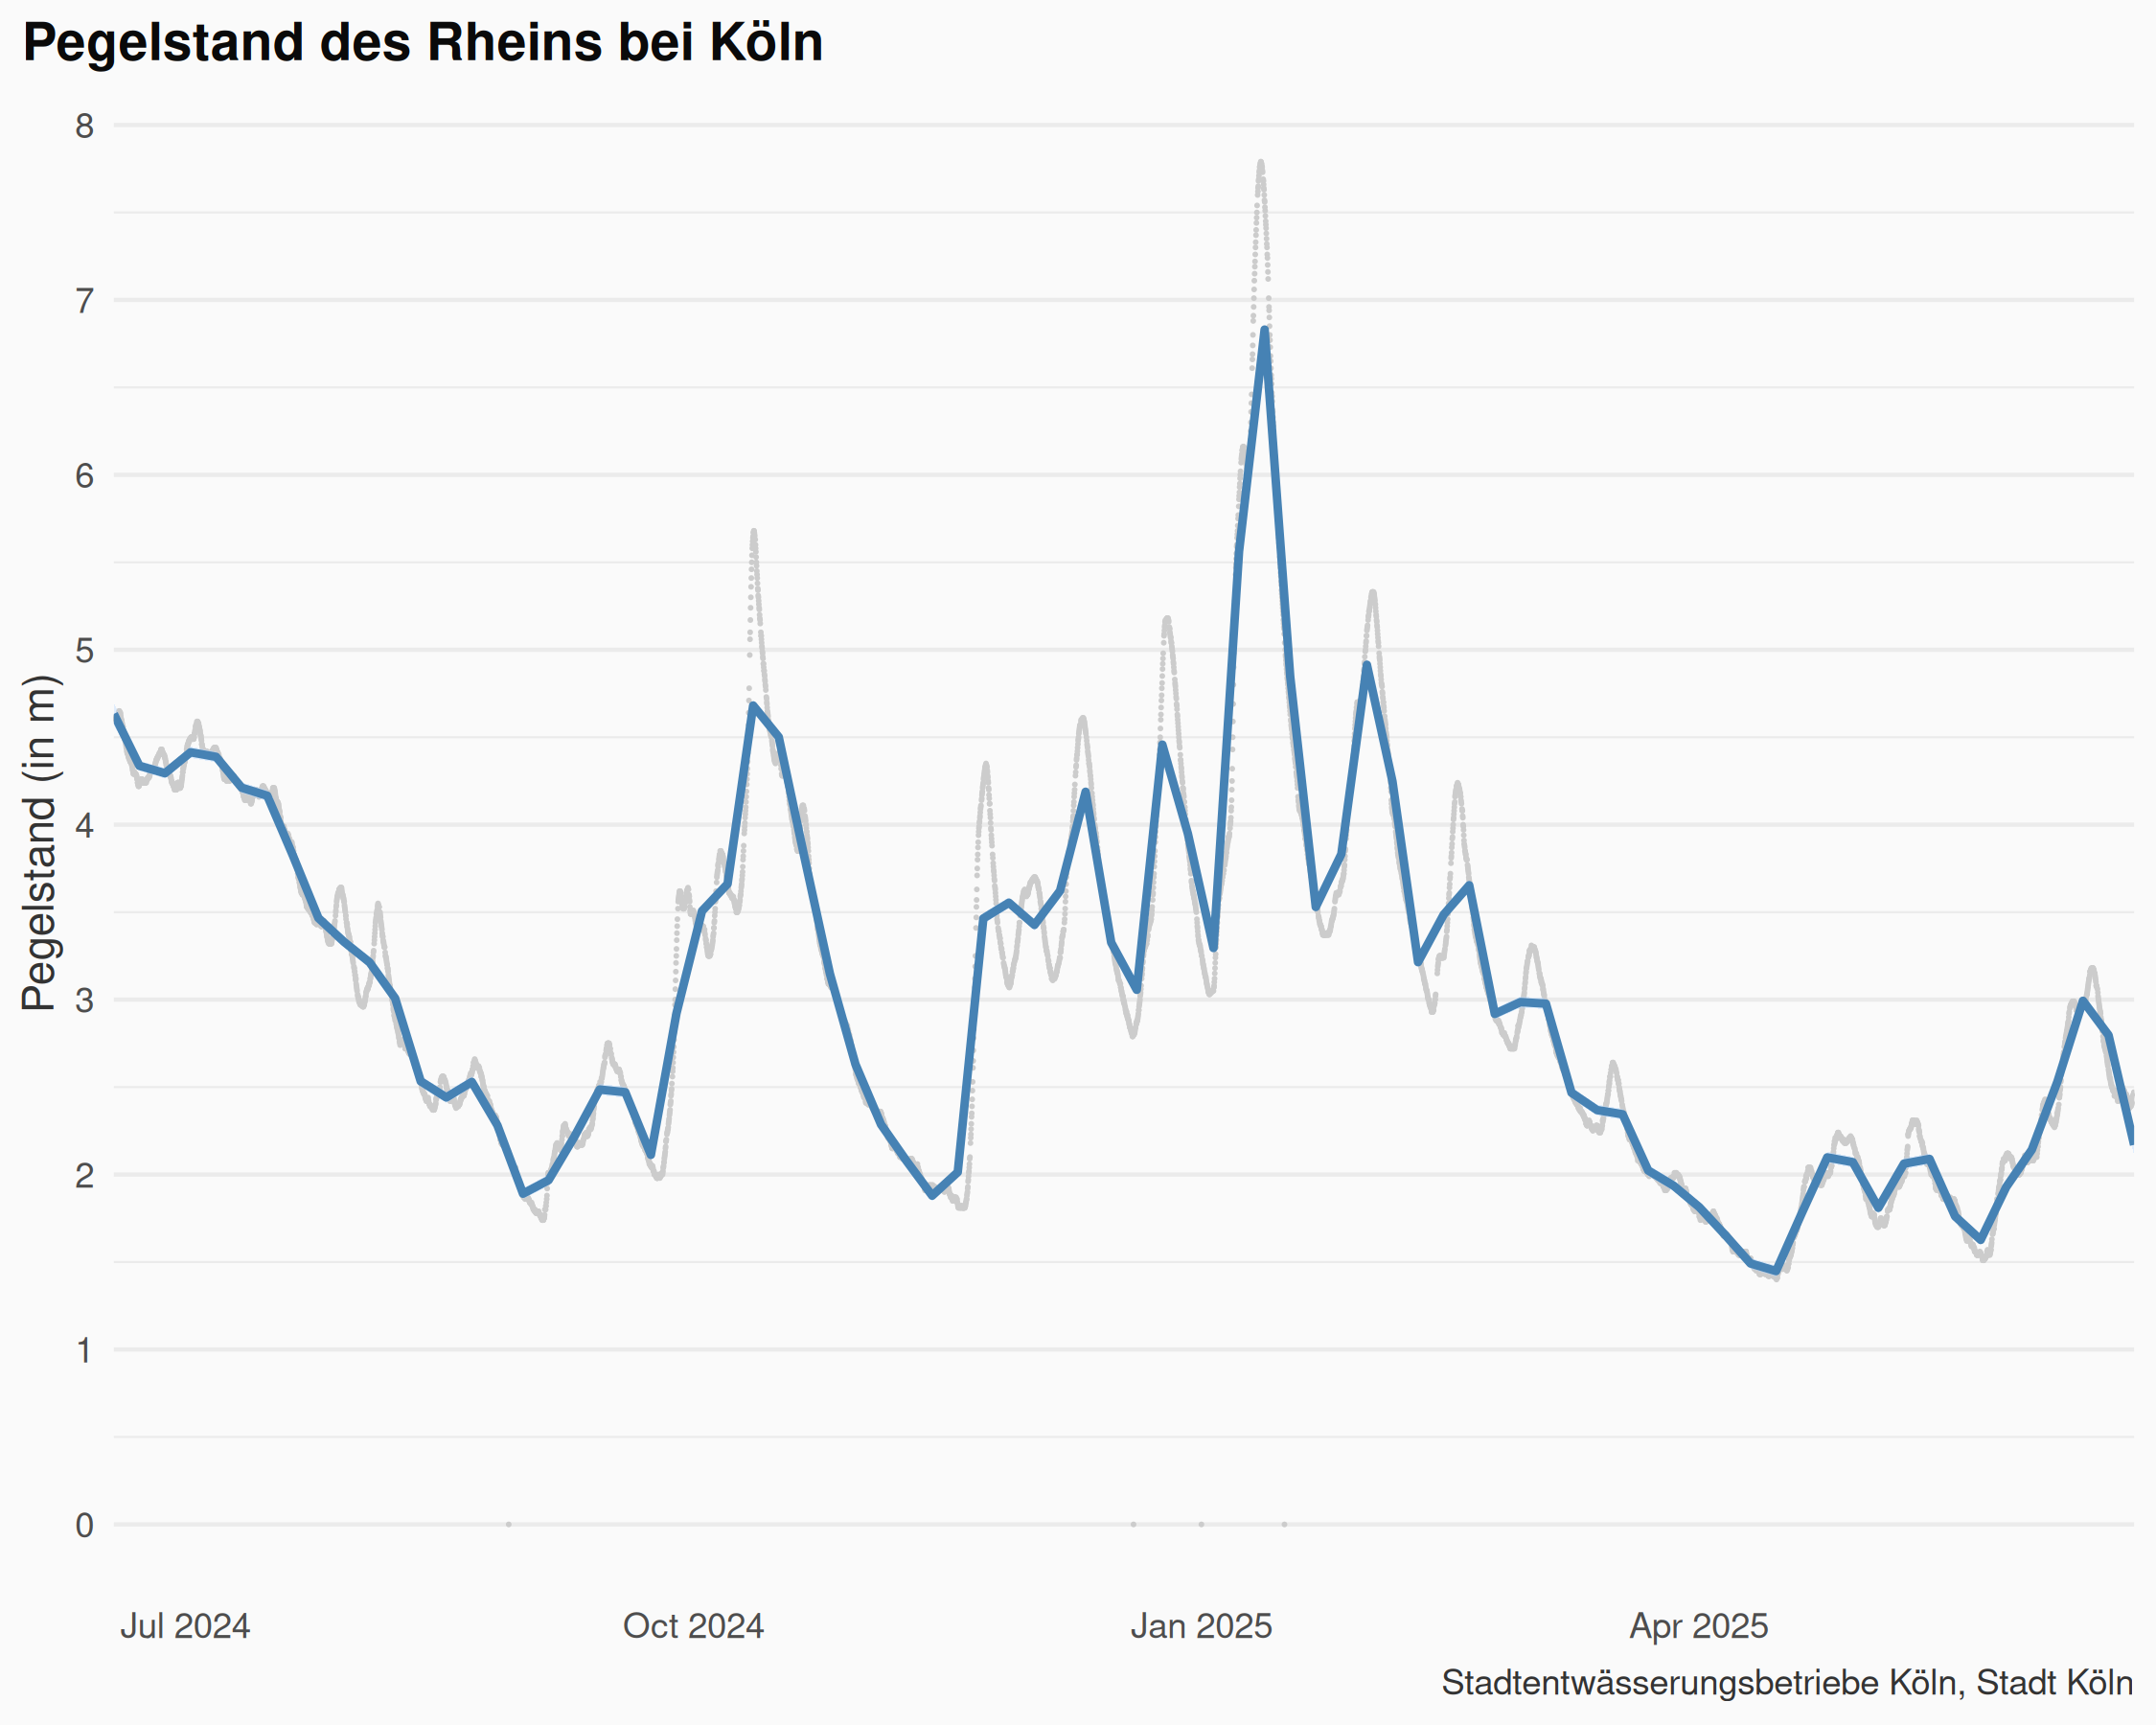 Pegelstand des Rheins bei Köln
Pegelstand (in m)
8
7
6
5
4
3
2
1
0
Jul 2024 Oct 2024 Jan 2025 Apr 2025
Stadtentwässerungsbetriebe Köln, Stadt Köln